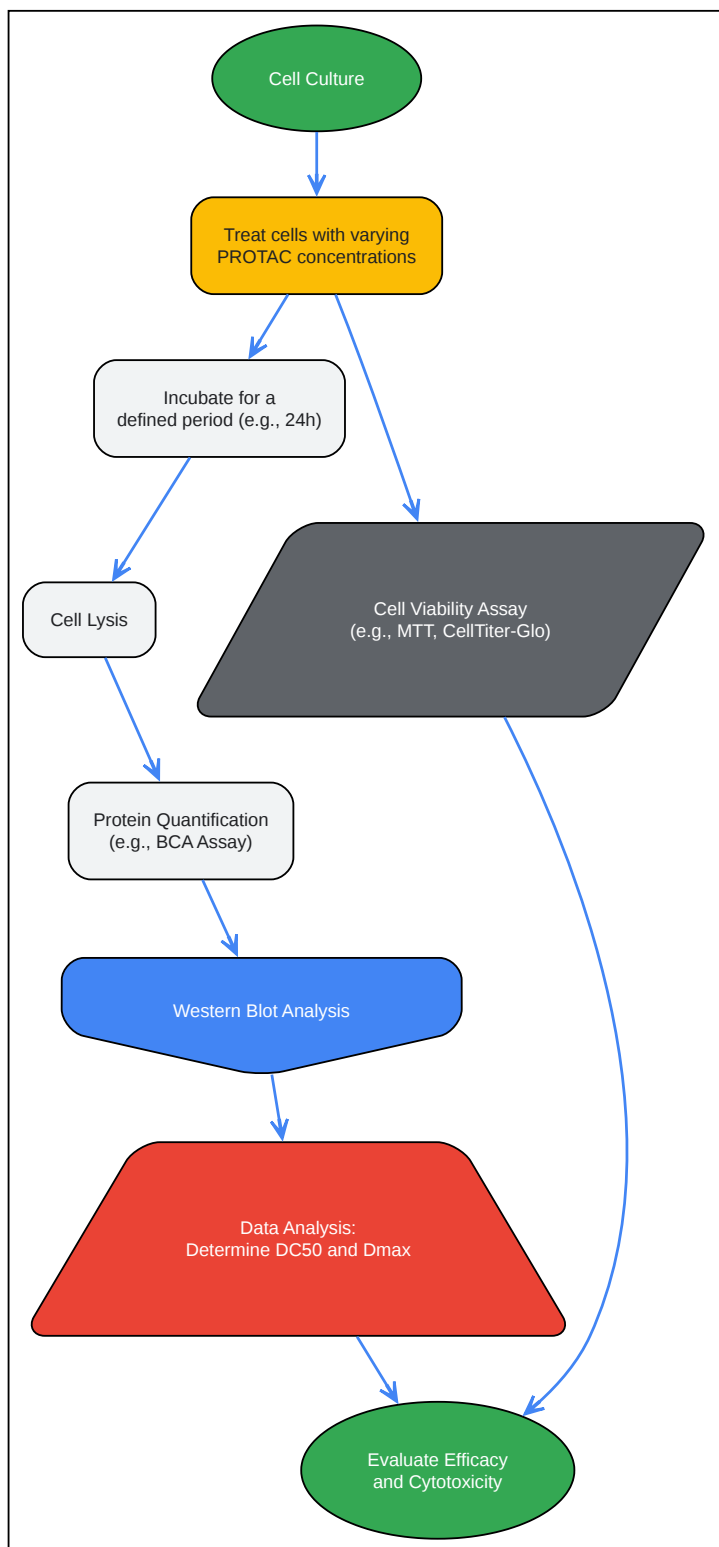 Cell Culture
Treat cells with varying
PROTAC concentrations
Incubate for a
defined period (e.g., 24h)
Cell Viability Assay
(e.g., MTT, CellTiter-Glo)
Cell Lysis
Protein Quantification
(e.g., BCA Assay)
Western Blot Analysis
Data Analysis:
Determine DC50 and Dmax
Evaluate Efficacy
and Cytotoxicity